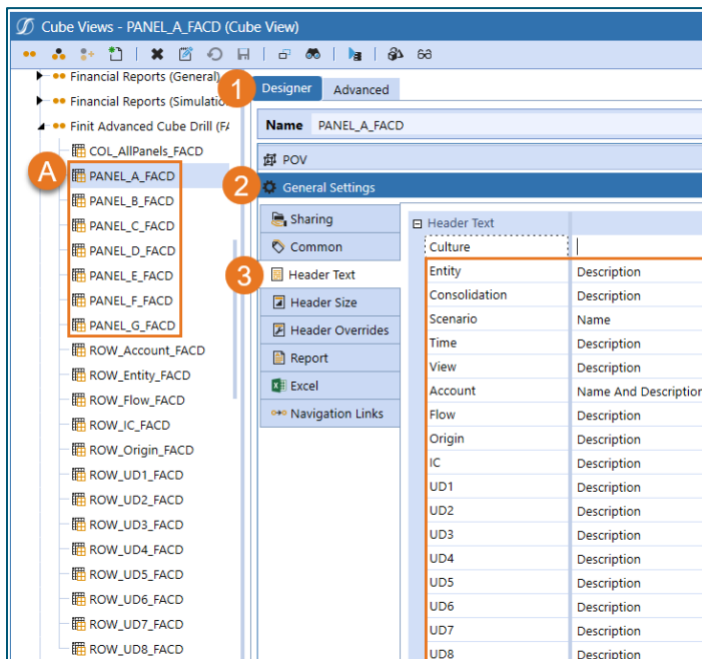 Cube Views - PANEL_A_FACD (Cube View)
Financial Reports (General)
Financial Reports (Simulatio
Finit Advanced Cube Drill (FA
COL_AllPanels_FACD
A
PANEL_A_FACD
PANEL_B_FACD
PANEL_C_FACD
PANEL_D_FACD
PANEL_E_FACD
PANEL_F_FACD
PANEL_G_FACD
ROW_Account_FACD
ROW_Entity_FACD
ROW_Flow_FACD
ROW_IC_FACD
ROW_Origin_FACD
ROW_UD1_FACD
ROW_UD2_FACD
ROW_UD3_FACD
ROW_UD4_FACD
ROW_UD5_FACD
ROW_UD6_FACD
ROW_UD7_FACD
ROW_UD8_FACD
1 Designer Advanced
Name PANEL_A_FACD
POV
2 General Settings
Sharing
Common
3 Header Text
Header Size
Header Overrides
Report
Excel
Navigation Links
Header Text
Culture
Entity Description
Consolidation Description
Scenario Name
Time Description
View Description
Account Name And Description
Flow Description
Origin Description
IC Description
UD1 Description
UD2 Description
UD3 Description
UD4 Description
UD5 Description
UD6 Description
UD7 Description
UD8 Description